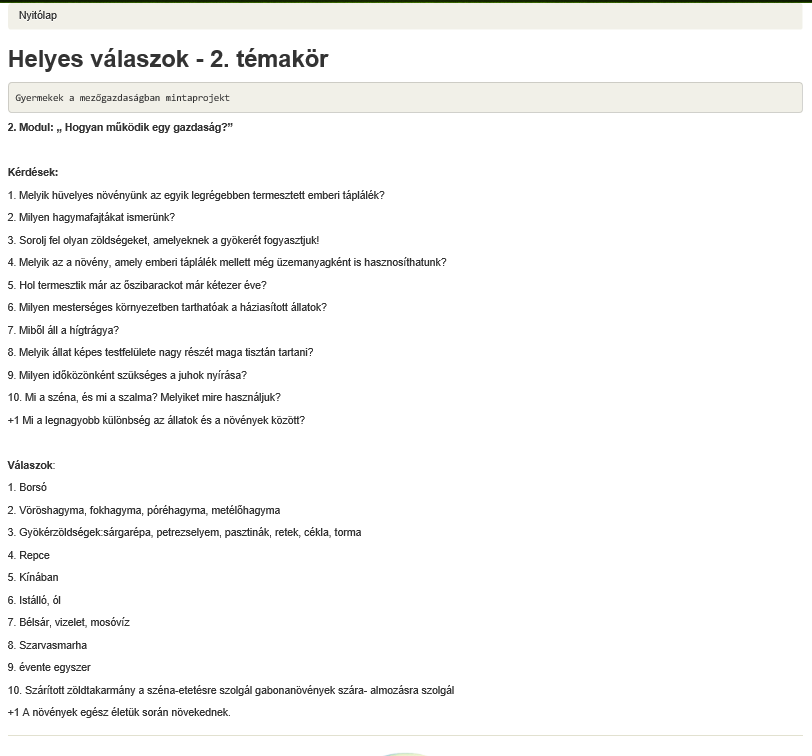 Nyitólap
Helyes válaszok - 2. témakör
Gyermekek a mezőgazdaságban mintaprojekt
2. Modul: „ Hogyan működik egy gazdaság?”
Kérdések:
1. Melyik hüvelyes növényünk az egyik legrégebben termesztett emberi táplálék?
2. Milyen hagymafajtákat ismerünk?
3. Sorolj fel olyan zöldségeket, amelyeknek a gyökerét fogyasztjuk!
4. Melyik az a növény, amely emberi táplálék mellett még üzemanyagként is hasznosíthatunk?
5. Hol termesztik már az őszibarackot már kétezer éve?
6. Milyen mesterséges környezetben tarthatóak a háziasított állatok?
7. Miből áll a hígtrágya?
8. Melyik állat képes testfelülete nagy részét maga tisztán tartani?
9. Milyen időközönként szükséges a juhok nyírása?
10. Mi a széna, és mi a szalma? Melyiket mire használjuk?
+1 Mi a legnagyobb különbség az állatok és a növények között?
Válaszok:
1. Borsó
2. Vöröshagyma, fokhagyma, póréhagyma, metélőhagyma
3. Gyökérzöldségek:sárgarépa, petrezselyem, pasztinák, retek, cékla, torma
4. Repce
5. Kínában
6. Istálló, ól
7. Bélsár, vizelet, mosóvíz
8. Szarvasmarha
9. évente egyszer
10. Szárított zöldtakarmány a széna-etetésre szolgál gabonanövények szára- almozásra szolgál
+1 A növények egész életük során növekednek.